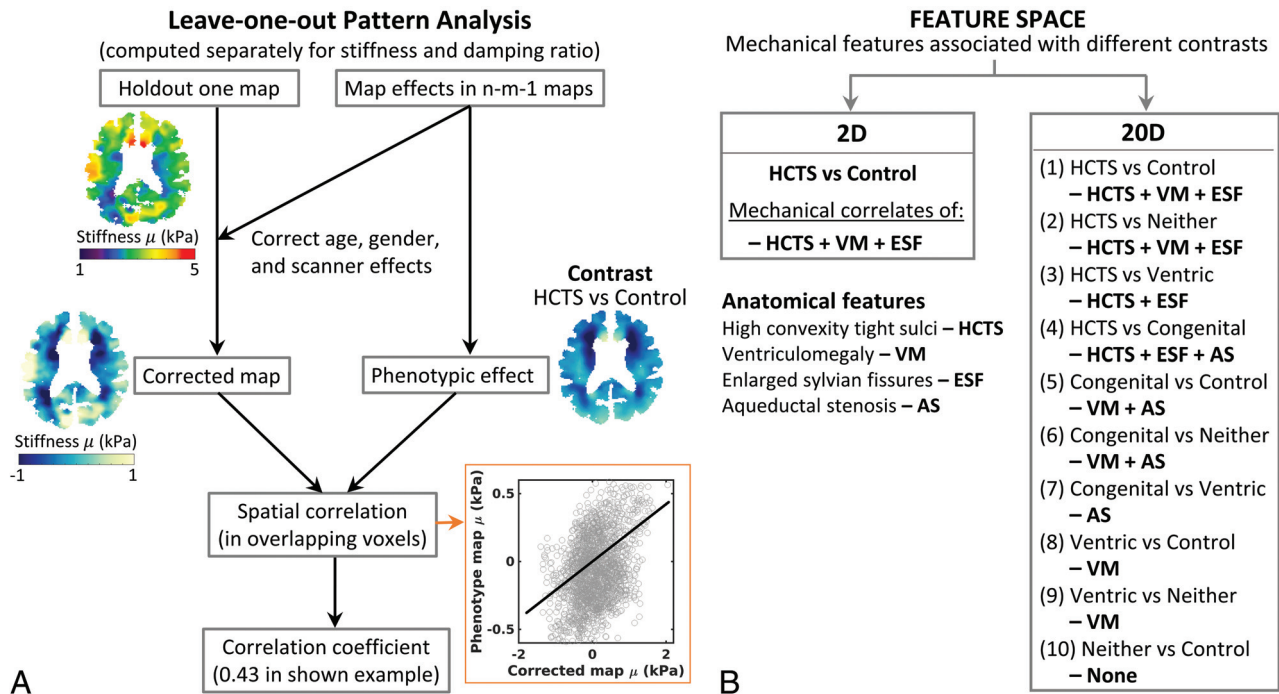 Leave-one-out Pattern Analysis
(computed separately for stiffness and damping ratio)
Holdout one map
Map effects in n-m-1 maps
Stiffness μ (kPa)
1 5
Correct age, gender,
and scanner effects
Contrast
HCTS vs Control
Corrected map
Phenotypic effect
Stiffness μ (kPa)
-1 1
Spatial correlation
(in overlapping voxels)
Correlation coefficient
(0.43 in shown example)
Phenotype map μ (kPa)
0.5
0
-0.5
-2 0 2
Corrected map μ (kPa)
A
FEATURE SPACE
Mechanical features associated with different contrasts
2D
HCTS vs Control
Mechanical correlates of:
– HCTS + VM + ESF
Anatomical features
High convexity tight sulci – HCTS
Ventriculomegaly – VM
Enlarged sylvian fissures – ESF
Aqueductal stenosis – AS
20D
(1) HCTS vs Control
– HCTS + VM + ESF
(2) HCTS vs Neither
– HCTS + VM + ESF
(3) HCTS vs Ventric
– HCTS + ESF
(4) HCTS vs Congenital
– HCTS + ESF + AS
(5) Congenital vs Control
– VM + AS
(6) Congenital vs Neither
– VM + AS
(7) Congenital vs Ventric
– AS
(8) Ventric vs Control
– VM
(9) Ventric vs Neither
– VM
(10) Neither vs Control
– None
B